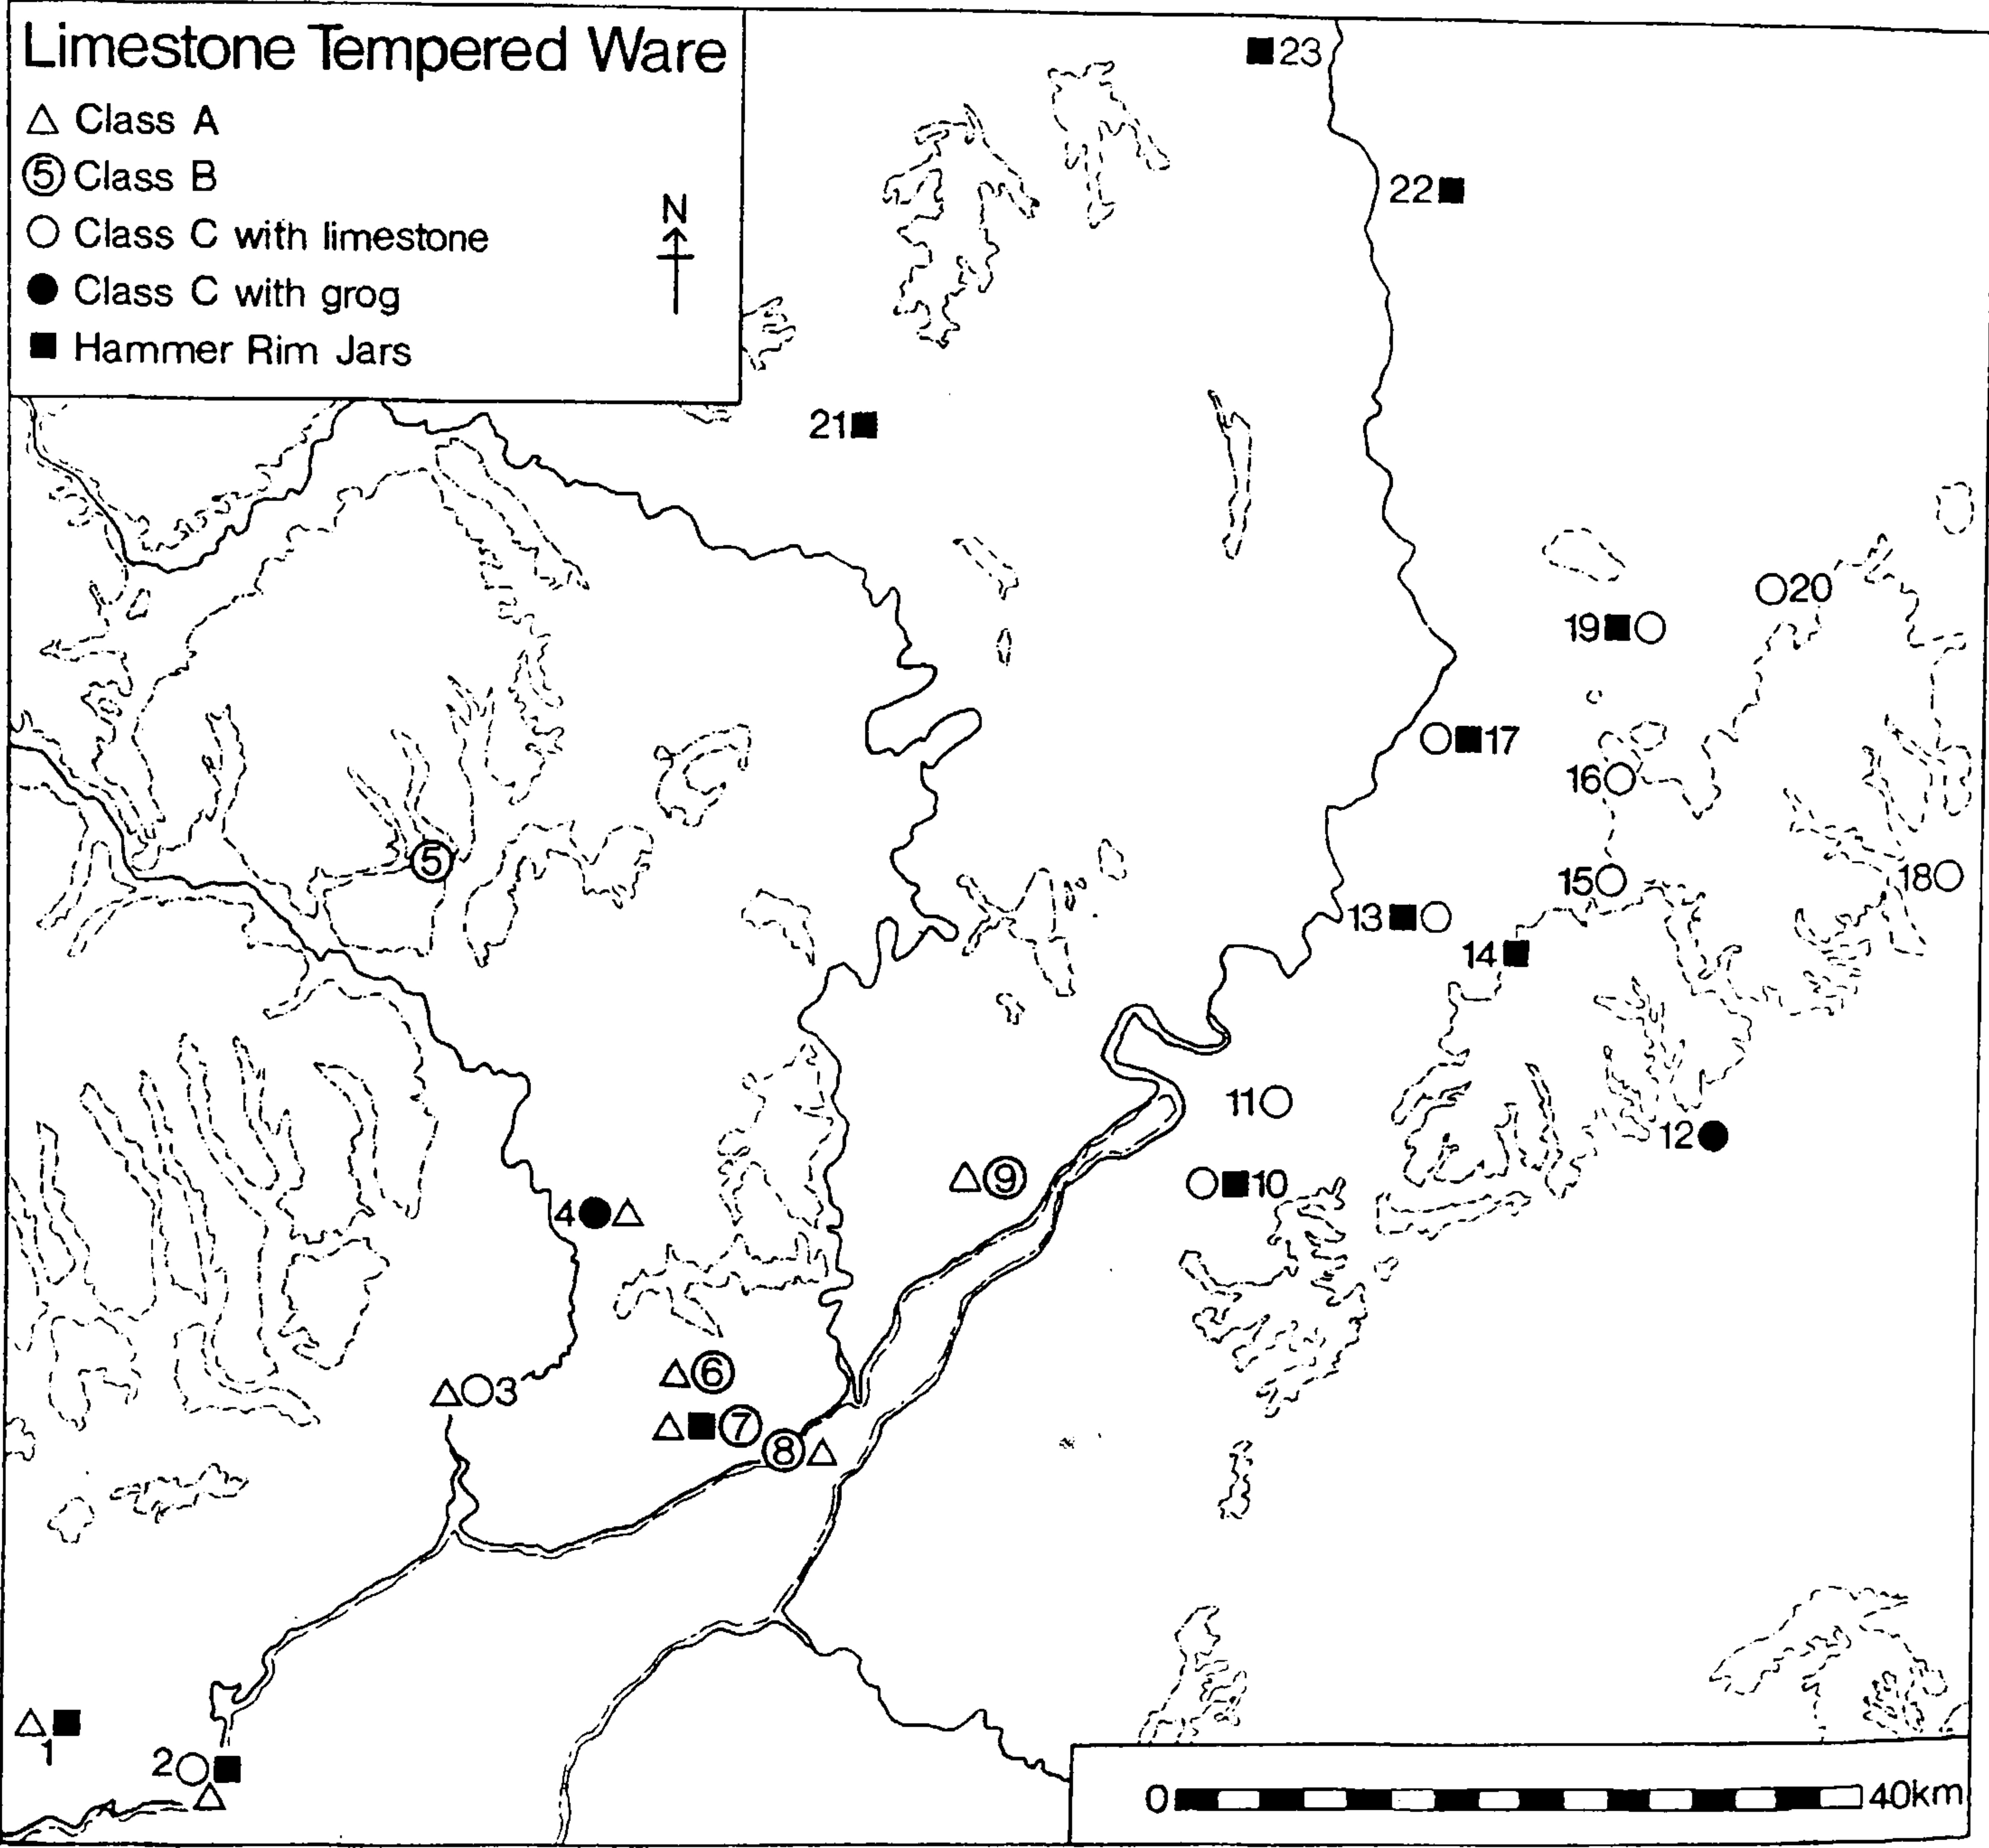 Limestone Tempered Ware
Class A
5 Class B
Class C with limestone
Class C with grog
Hammer Rim Jars
N
23
22
21
20
19
17
16
5
15
18
13
14
11
12
9
10
4
6
3
7
8
1
2
0 40km